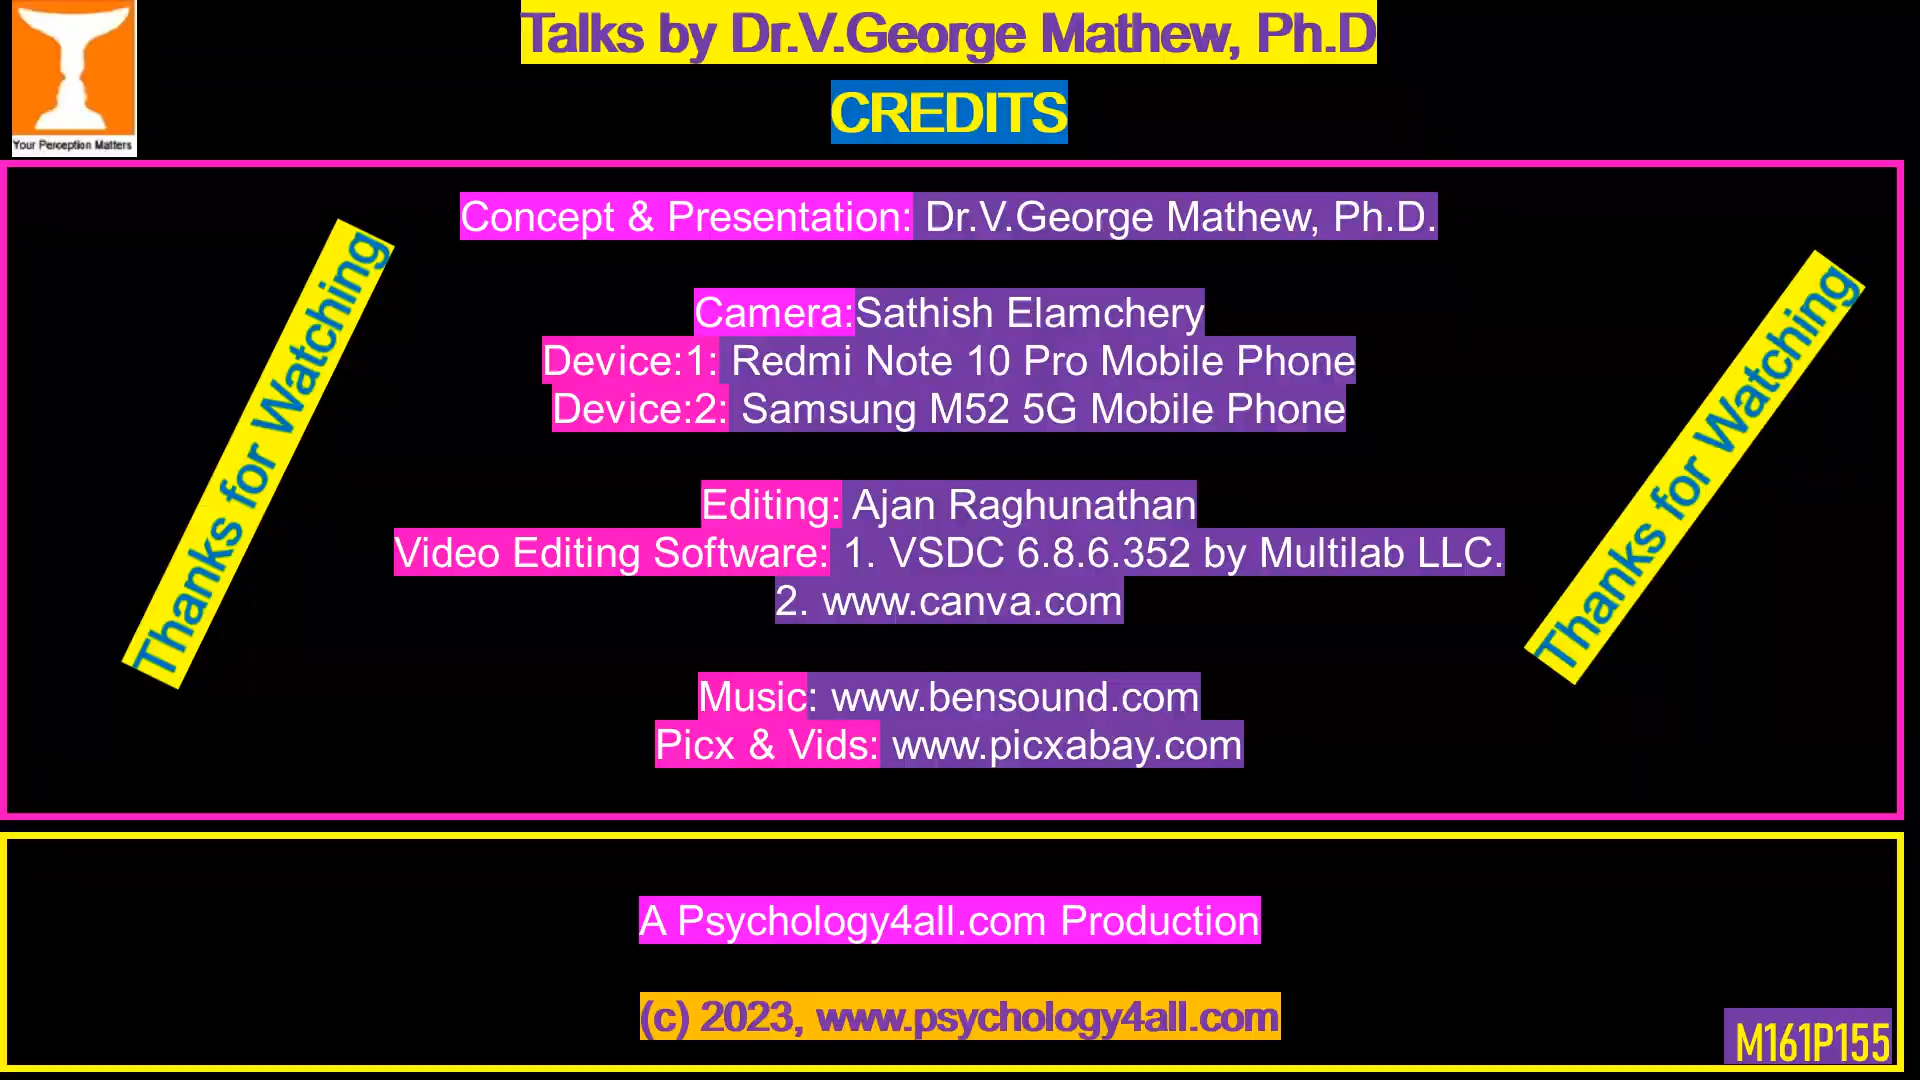 Talks by Dr.V.George Mathew, Ph.D
CREDITS
Your Perception Matters
Concept & Presentation: Dr.V.George Mathew, Ph.D.
Thanks for Watching
Thanks for Watching
Camera:Sathish Elamchery
Device:1: Redmi Note 10 Pro Mobile Phone
Device:2: Samsung M52 5G Mobile Phone
Editing: Ajan Raghunathan
Video Editing Software: 1. VSDC 6.8.6.352 by Multilab LLC.
2. www.canva.com
Music: www.bensound.com
Picx & Vids: www.picxabay.com
A Psychology4all.com Production
(c) 2023, www.psychology4all.com
M161P155